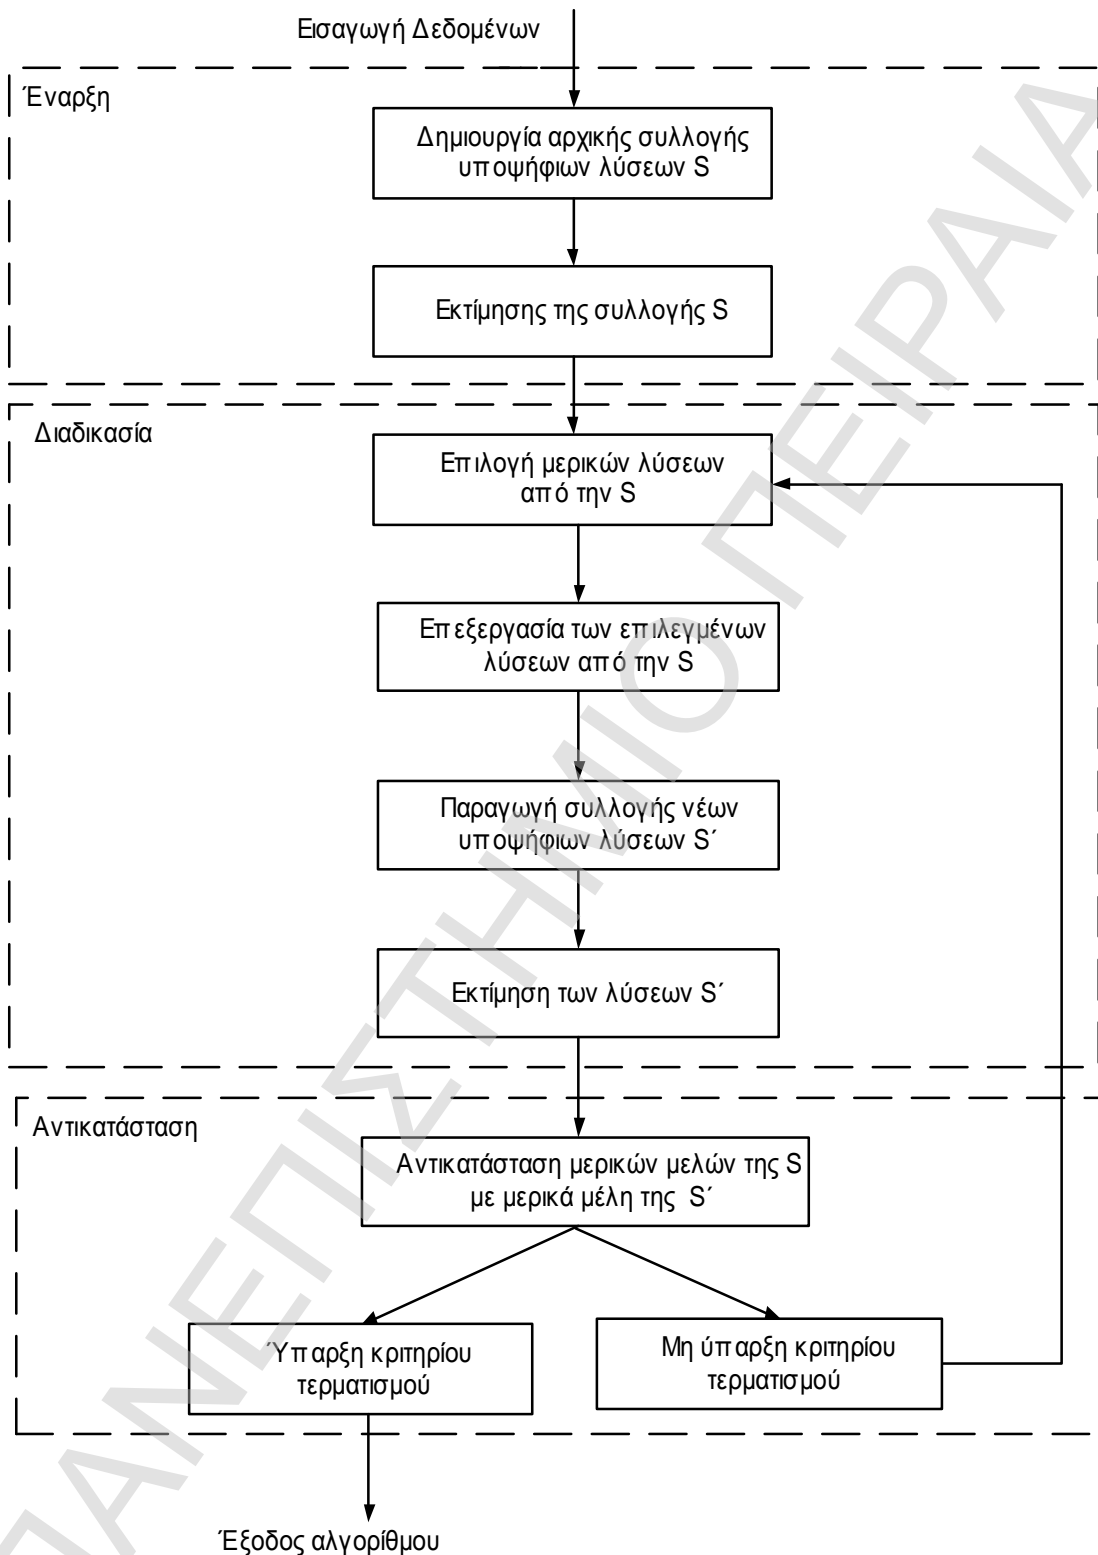 Εισαγωγή Δεδομένων
Έναρξη
Δημιουργία αρχικής συλλογής
υποψήφιων λύσεων S
Εκτίμησης της συλλογής S
Διαδικασία
Επιλογή μερικών λύσεων
από την S
Επεξεργασία των επιλεγμένων
λύσεων από την S
Παραγωγή συλλογής νέων
υποψήφιων λύσεων S΄
Εκτίμηση των λύσεων S΄
Αντικατάσταση
Αντικατάσταση μερικών μελών της S
με μερικά μέλη της S΄
Ύπαρξη κριτηρίου
τερματισμού
Μη ύπαρξη κριτηρίου
τερματισμού
Έξοδος αλγορίθμου
ΠΑΝΕΠΙΣΤΗΜΙΟ ΠΕΙΡΑΙΑ